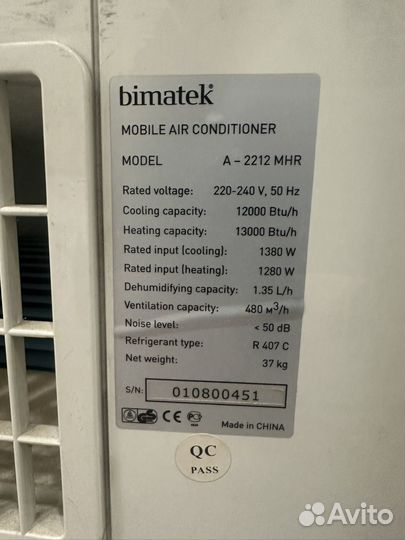 bimatek
MOBILE AIR CONDITIONER
MODEL A – 2212 MHR
Rated voltage: 220-240 V, 50 Hz
Cooling capacity: 12000 Btu/h
Heating capacity: 13000 Btu/h
Rated input (cooling): 1380 W
Rated input (heating): 1280 W
Dehumidifying capacity: 1.35 L/h
Ventilation capacity: 480 м³/h
Noise level: < 50 dB
Refrigerant type: R 407 C
Net weight: 37 kg
S/N: 010800451
CE Made in CHINA
QC
PASS
Avito